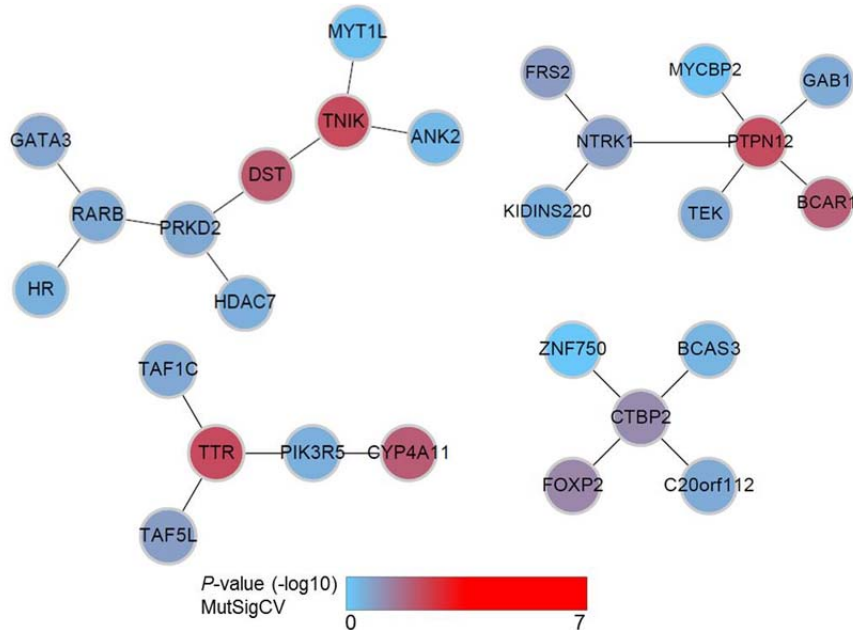 MYT1L
TNIK
ANK2
GATA3
DST
RARB
PRKD2
HR
HDAC7
FRS2
MYCBP2
GAB1
NTRK1
PTPN12
KIDINS220
TEK
BCAR1
TAF1C
TTR
PIK3R5
CYP4A11
TAF5L
ZNF750
BCAS3
CTBP2
FOXP2
C20orf112
P-value (-log10)
MutSigCV
0
7